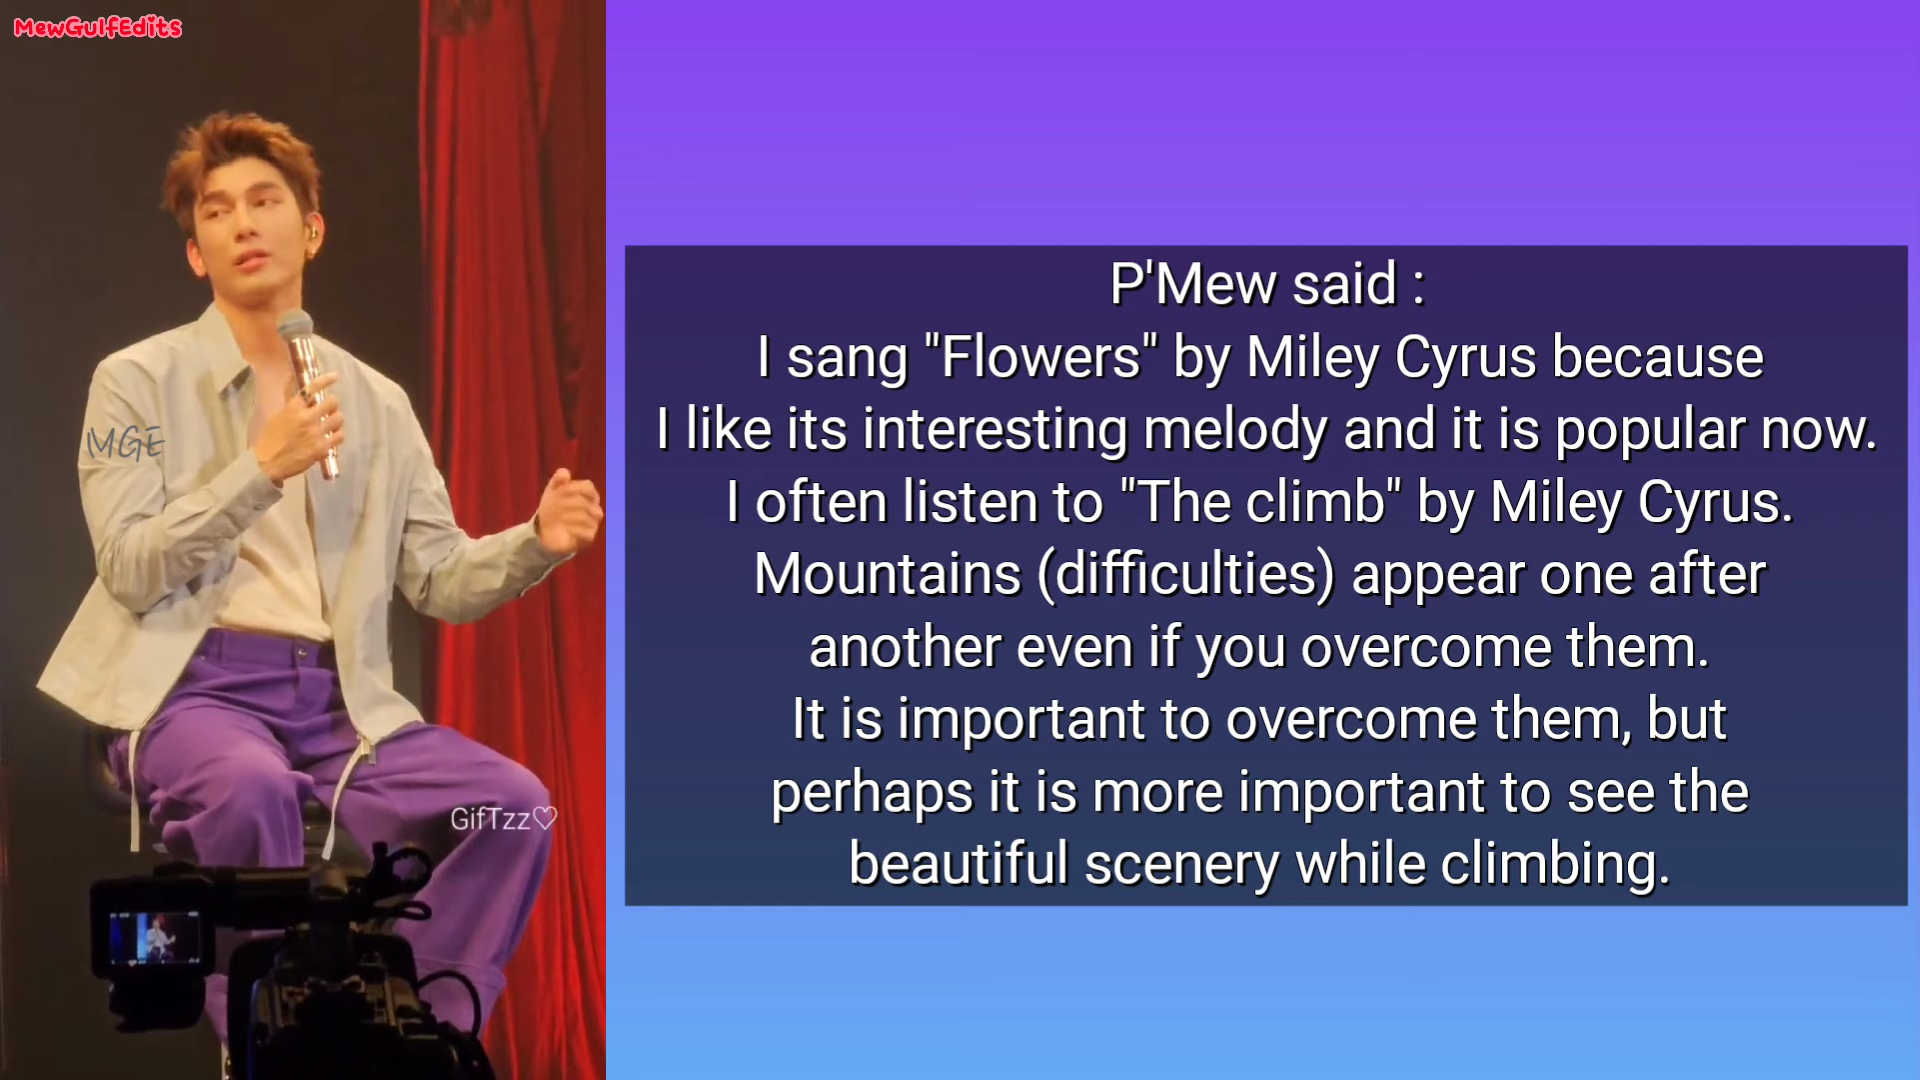 MewGulfEdits
P'Mew said :
I sang "Flowers" by Miley Cyrus because
I like its interesting melody and it is popular now.
I often listen to "The climb" by Miley Cyrus.
Mountains (difficulties) appear one after
another even if you overcome them.
It is important to overcome them, but
perhaps it is more important to see the
beautiful scenery while climbing.
MGE
GifTzz♡